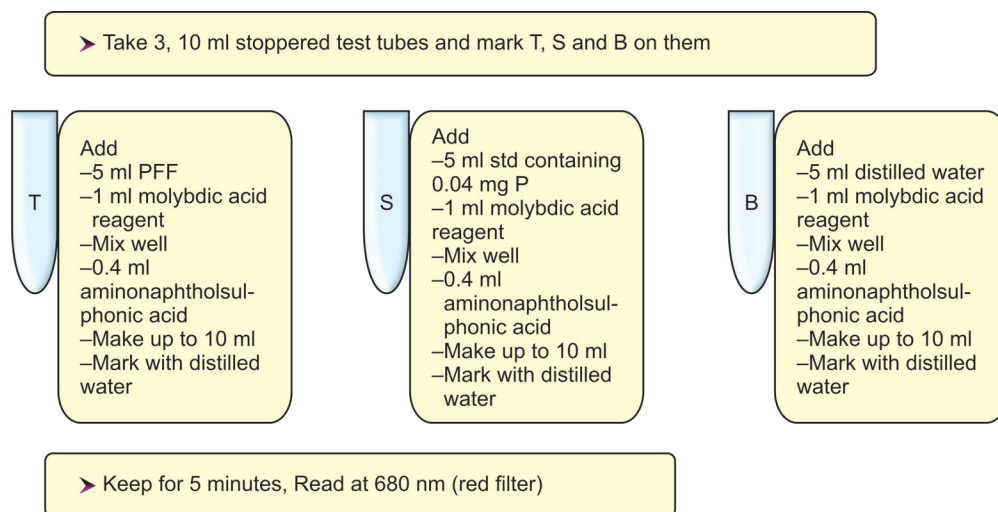 ➤ Take 3, 10 ml stoppered test tubes and mark T, S and B on them
T
Add
–5 ml PFF
–1 ml molybdic acid
reagent
–Mix well
–0.4 ml
aminonaphtholsul-
phonic acid
–Make up to 10 ml
–Mark with distilled
water
S
Add
–5 ml std containing
0.04 mg P
–1 ml molybdic acid
reagent
–Mix well
–0.4 ml
aminonaphtholsul-
phonic acid
–Make up to 10 ml
–Mark with distilled
water
B
Add
–5 ml distilled water
–1 ml molybdic acid
reagent
–Mix well
–0.4 ml
aminonaphtholsul-
phonic acid
–Make up to 10 ml
–Mark with distilled
water
➤ Keep for 5 minutes, Read at 680 nm (red filter)